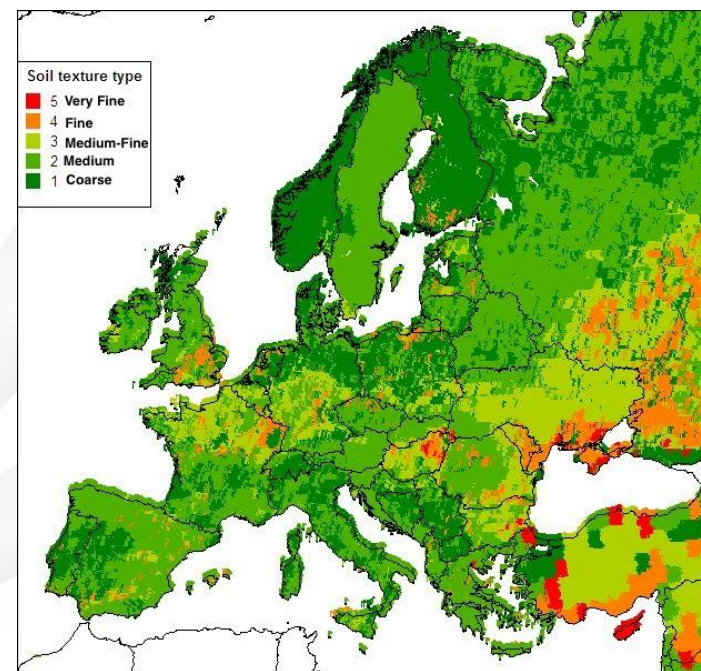 Soil texture type
5 Very Fine
4 Fine
3 Medium-Fine
2 Medium
1 Coarse